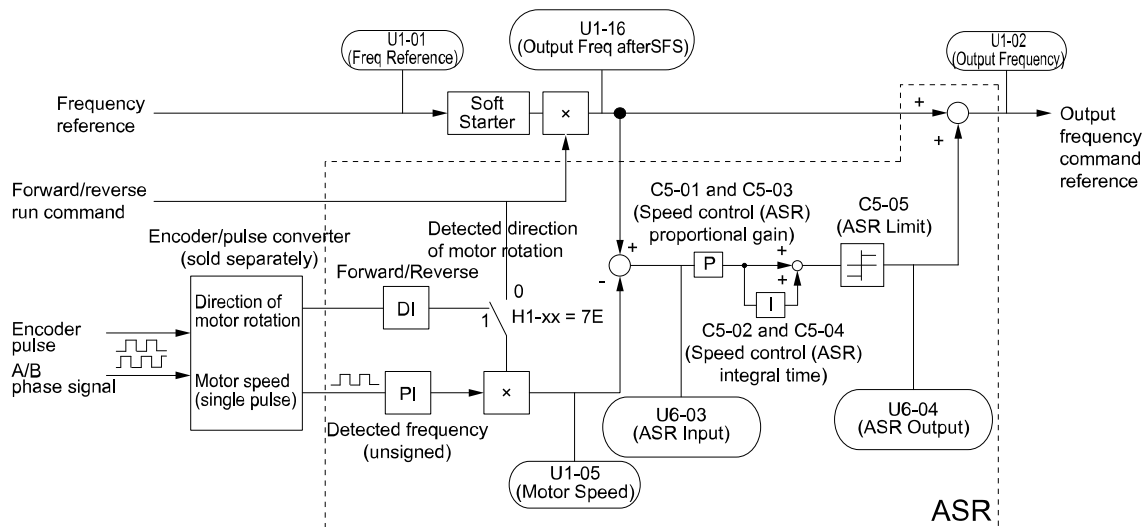 U1-01
(Freq Reference)
U1-16
(Output Freq afterSFS)
U1-02
(Output Frequency)
Frequency
reference
Soft
Starter
×
+
+
Output
frequency
command
reference
Forward/reverse
run command
Detected direction
of motor rotation
C5-01 and C5-03
(Speed control (ASR)
proportional gain)
C5-05
(ASR Limit)
Encoder/pulse converter
(sold separately)
Forward/Reverse
Direction of
motor rotation
DI
1
0
H1-xx = 7E
+
-
P
+
+
I
C5-02 and C5-04
(Speed control (ASR)
integral time)
Encoder
pulse
A/B
phase signal
Motor speed
(single pulse)
PI
×
Detected frequency
(unsigned)
U1-05
(Motor Speed)
U6-03
(ASR Input)
U6-04
(ASR Output)
ASR